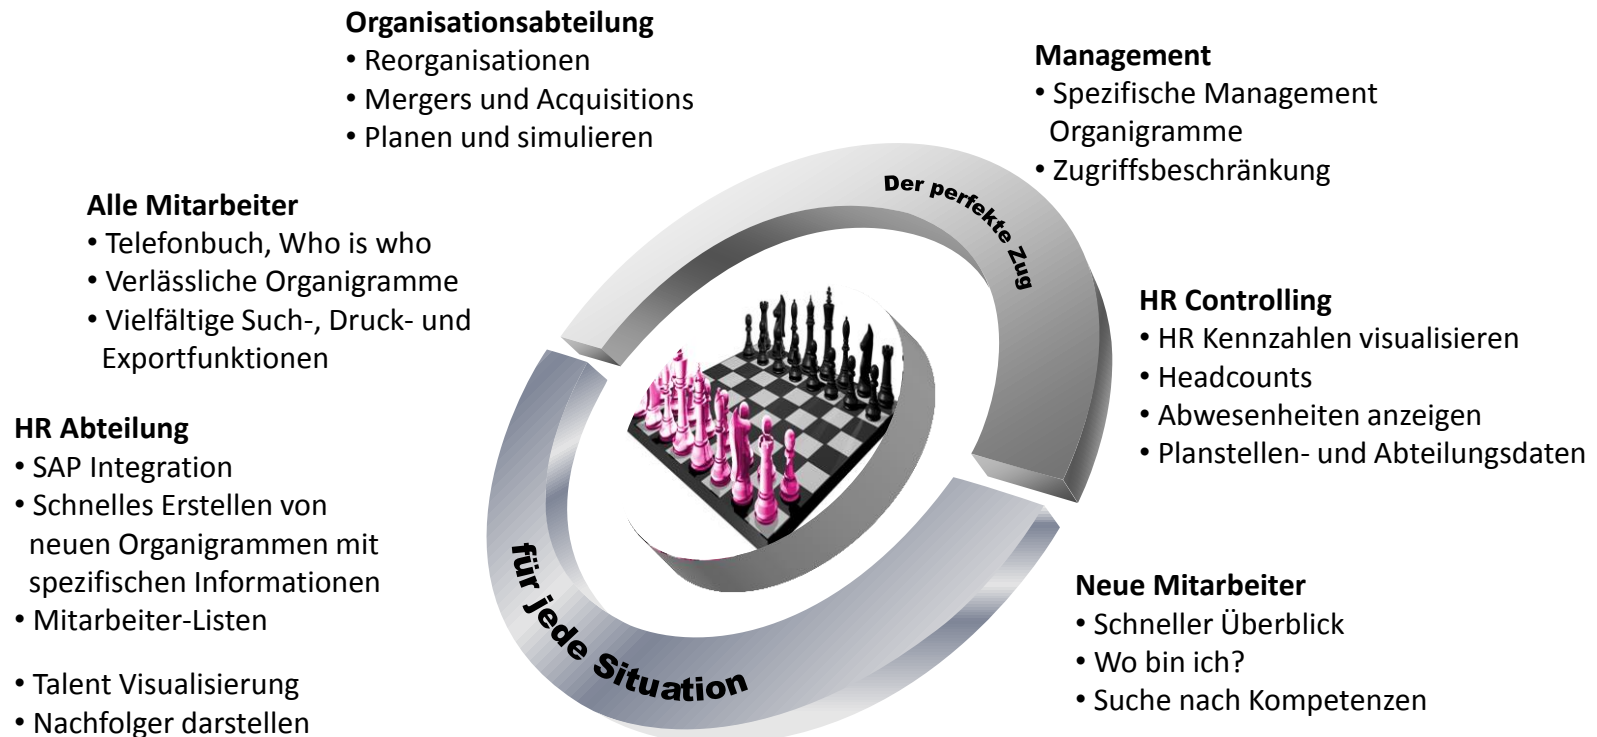 Organisationsabteilung
• Reorganisationen
• Mergers und Acquisitions
• Planen und simulieren
Management
• Spezifische Management
Organigramme
• Zugriffsbeschränkung
Alle Mitarbeiter
• Telefonbuch, Who is who
• Verlässliche Organigramme
• Vielfältige Such-, Druck- und
Exportfunktionen
Der perfekte Zug
HR Controlling
• HR Kennzahlen visualisieren
• Headcounts
• Abwesenheiten anzeigen
• Planstellen- und Abteilungsdaten
HR Abteilung
• SAP Integration
• Schnelles Erstellen von
neuen Organigrammen mit
spezifischen Informationen
• Mitarbeiter-Listen
• Talent Visualisierung
• Nachfolger darstellen
für jede Situation
Neue Mitarbeiter
• Schneller Überblick
• Wo bin ich?
• Suche nach Kompetenzen